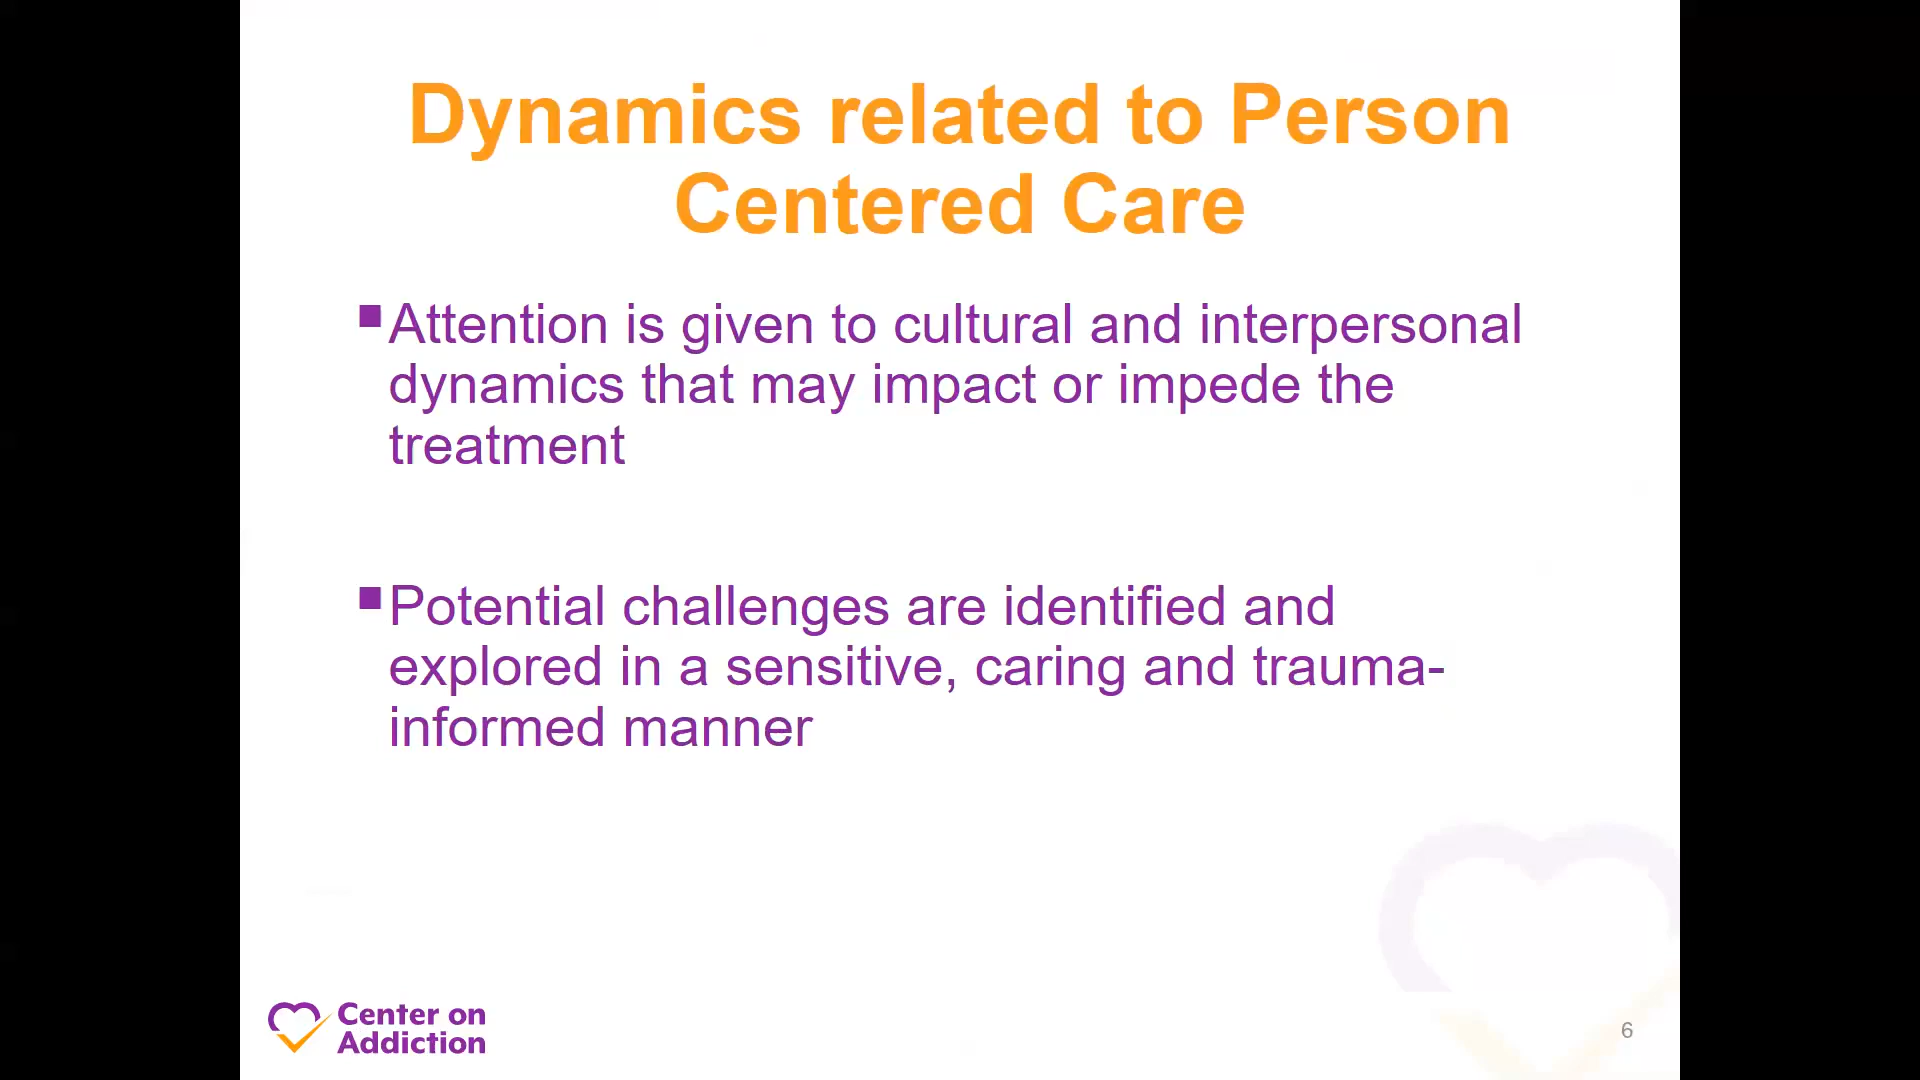 Dynamics related to Person
Centered Care
▪Attention is given to cultural and interpersonal
dynamics that may impact or impede the
treatment
▪Potential challenges are identified and
explored in a sensitive, caring and trauma-
informed manner
Center on
Addiction
6